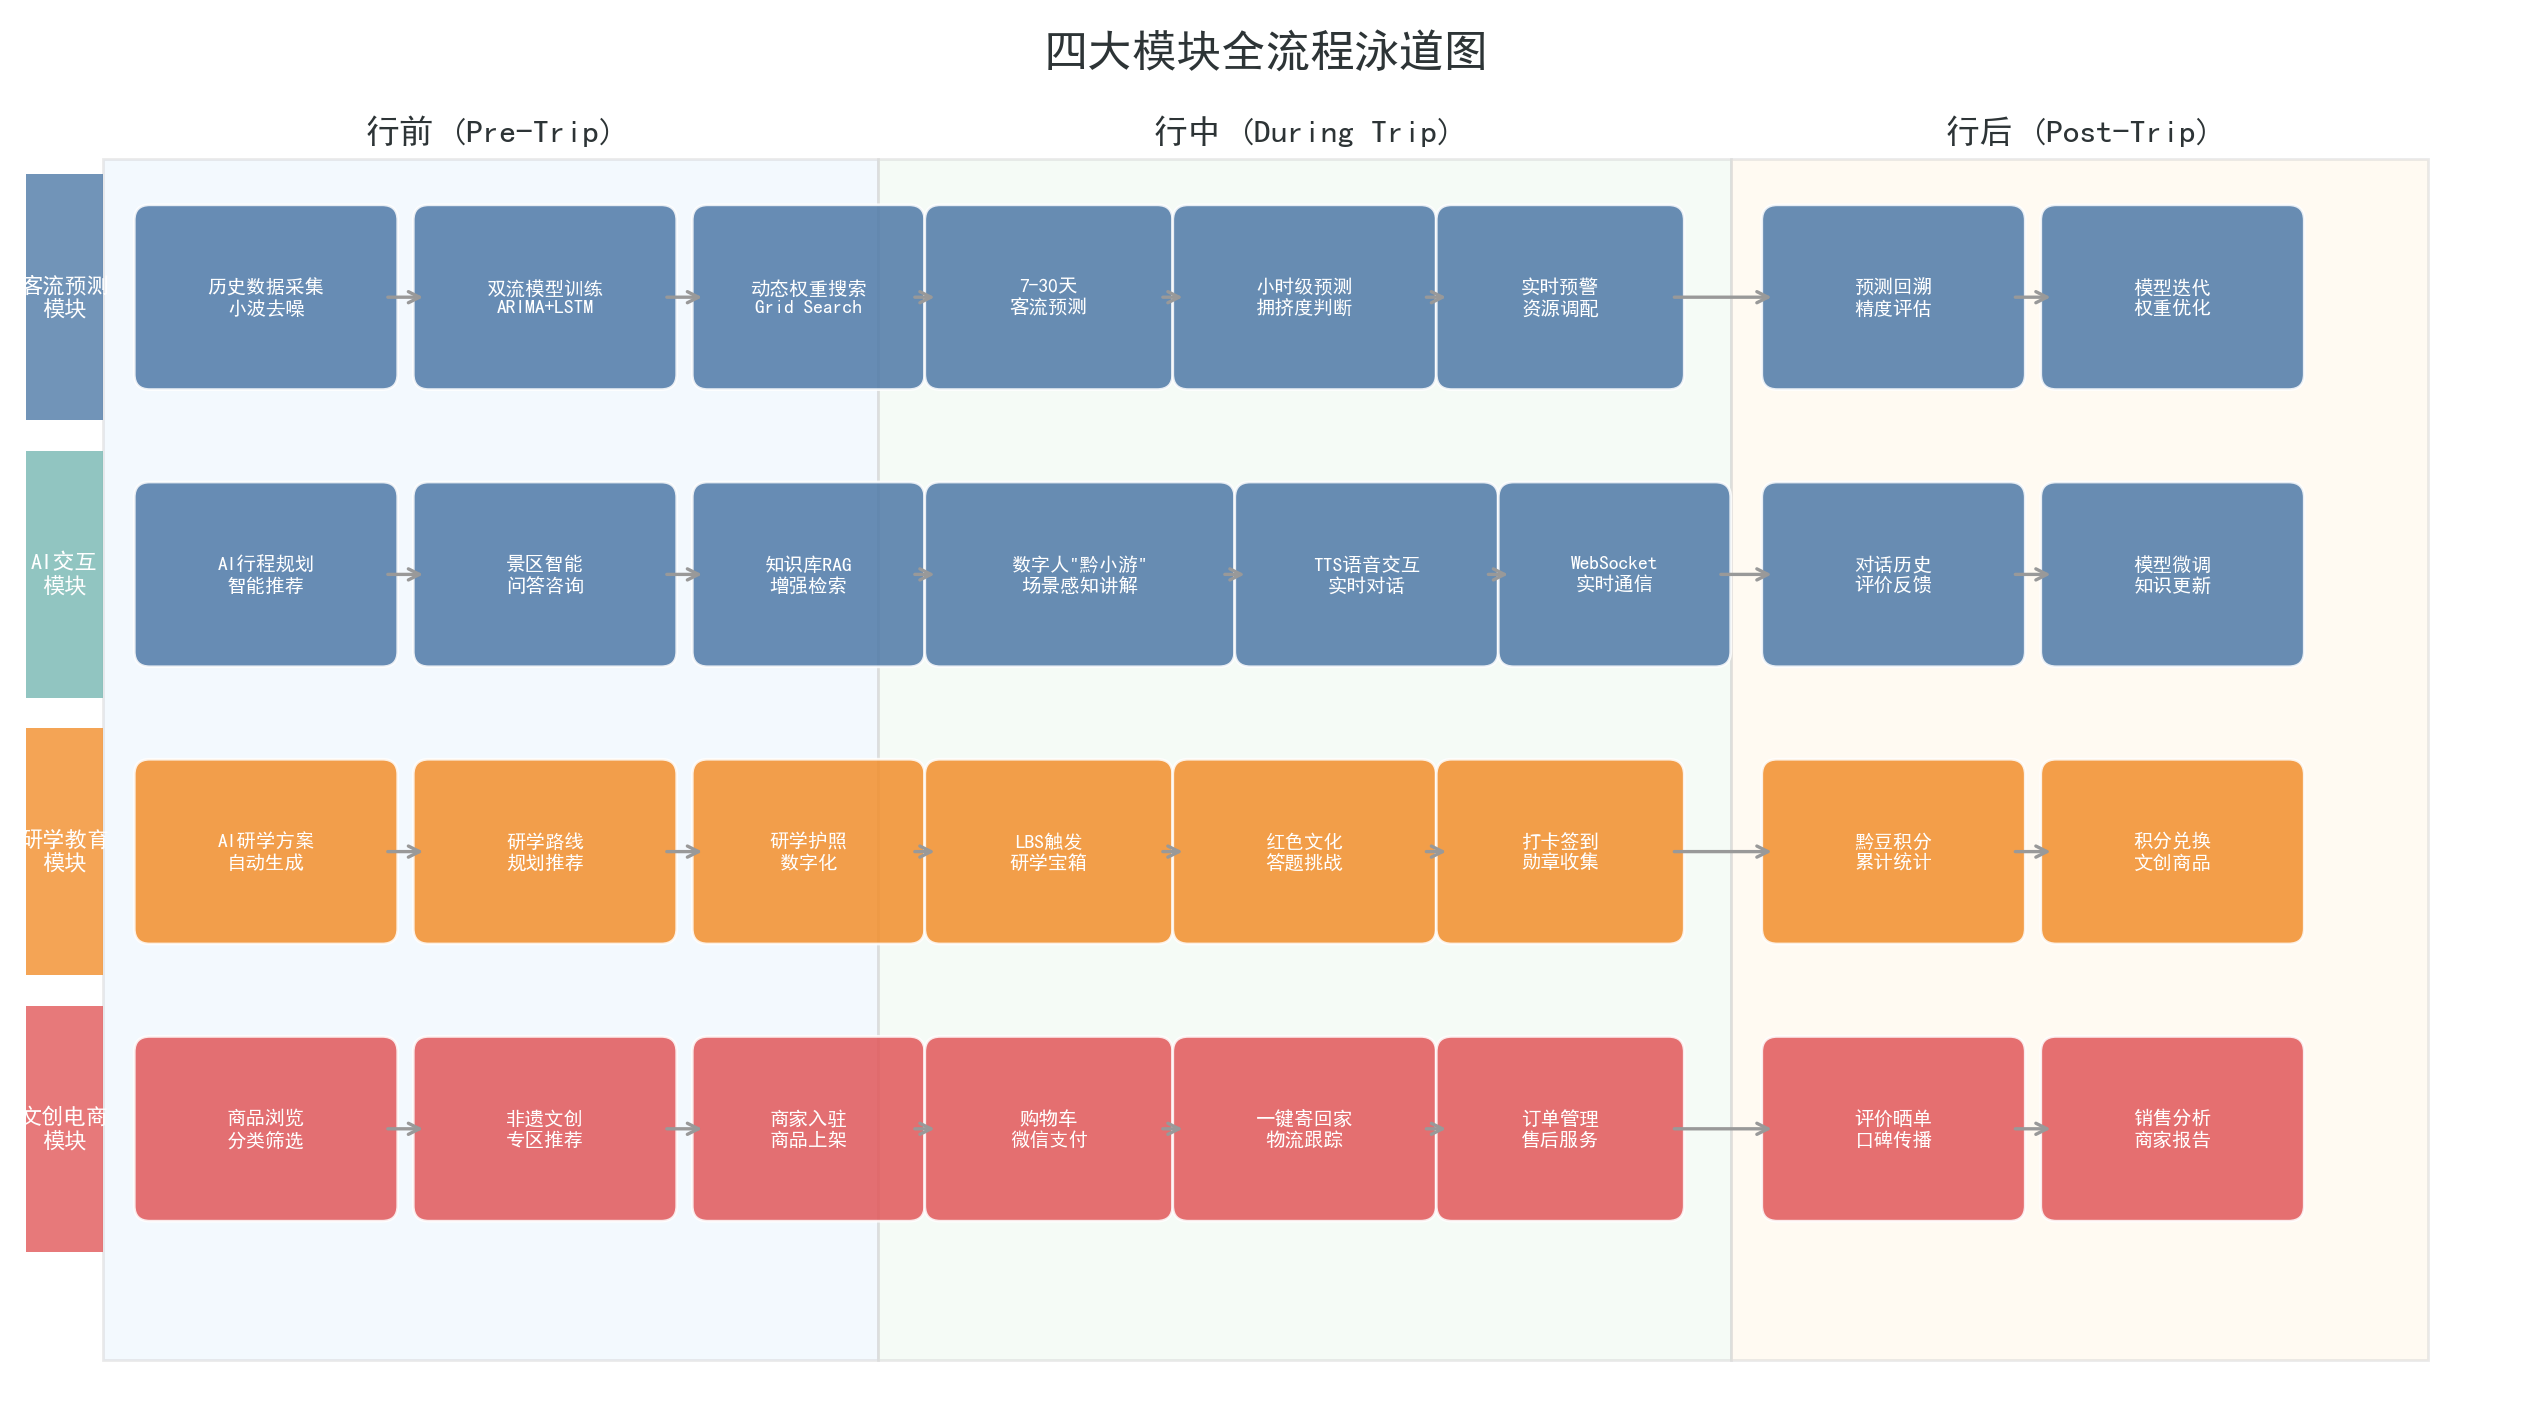 四大模块全流程泳道图
行前 (Pre-Trip)
行中 (During Trip)
行后 (Post-Trip)
客流预测
模块
历史数据采集
小波去噪
双流模型训练
ARIMA+LSTM
动态权重搜索
Grid Search
7-30天
客流预测
小时级预测
拥挤度判断
实时预警
资源调配
预测回溯
精度评估
模型迭代
权重优化
AI交互
模块
AI行程规划
智能推荐
景区智能
问答咨询
知识库RAG
增强检索
数字人"黔小游"
场景感知讲解
TTS语音交互
实时对话
WebSocket
实时通信
对话历史
评价反馈
模型微调
知识更新
研学教育
模块
AI研学方案
自动生成
研学路线
规划推荐
研学护照
数字化
LBS触发
研学宝箱
红色文化
答题挑战
打卡签到
勋章收集
黔豆积分
累计统计
积分兑换
文创商品
文创电商
模块
商品浏览
分类筛选
非遗文创
专区推荐
商家入驻
商品上架
购物车
微信支付
一键寄回家
物流跟踪
订单管理
售后服务
评价晒单
口碑传播
销售分析
商家报告